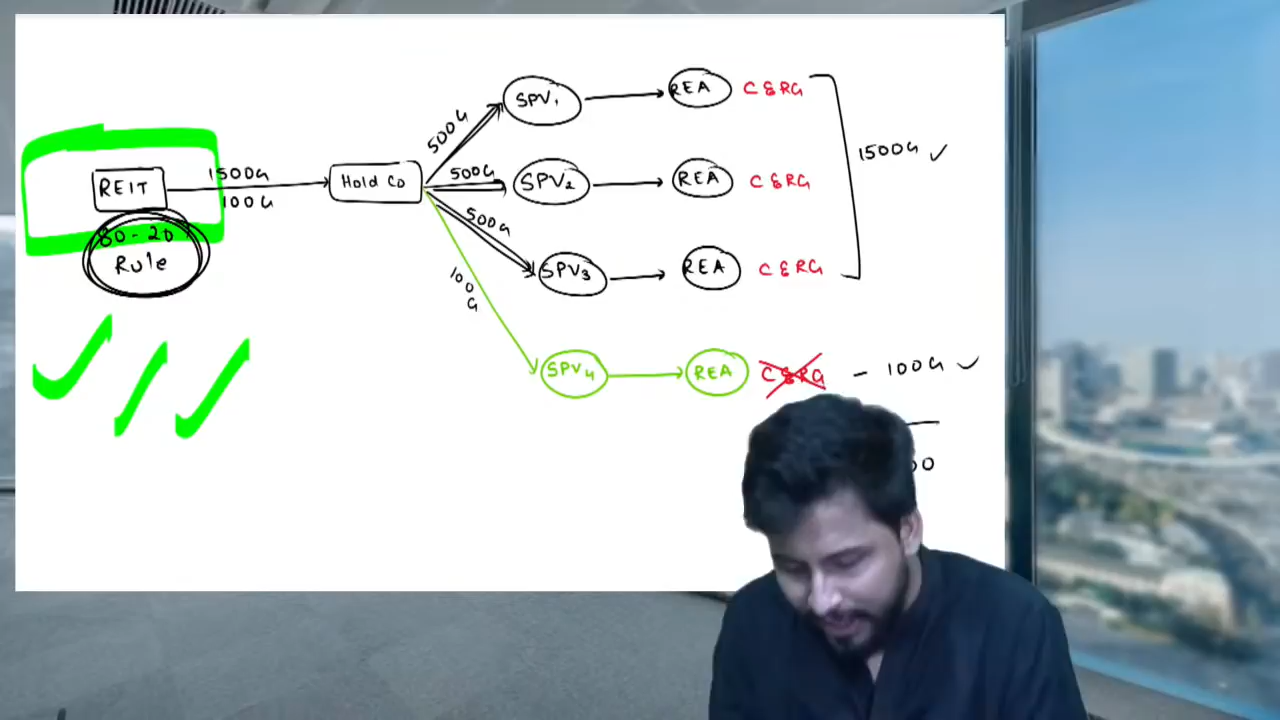 REIT
80-20
Rule
1500G
100G
Hold Co
500G
SPV1
REA
C & RG
500G
SPV2
REA
C & RG
500G
SPV3
REA
C & RG
1500G ✓
100
G
SPV4
REA
C & RG
- 100G ✓